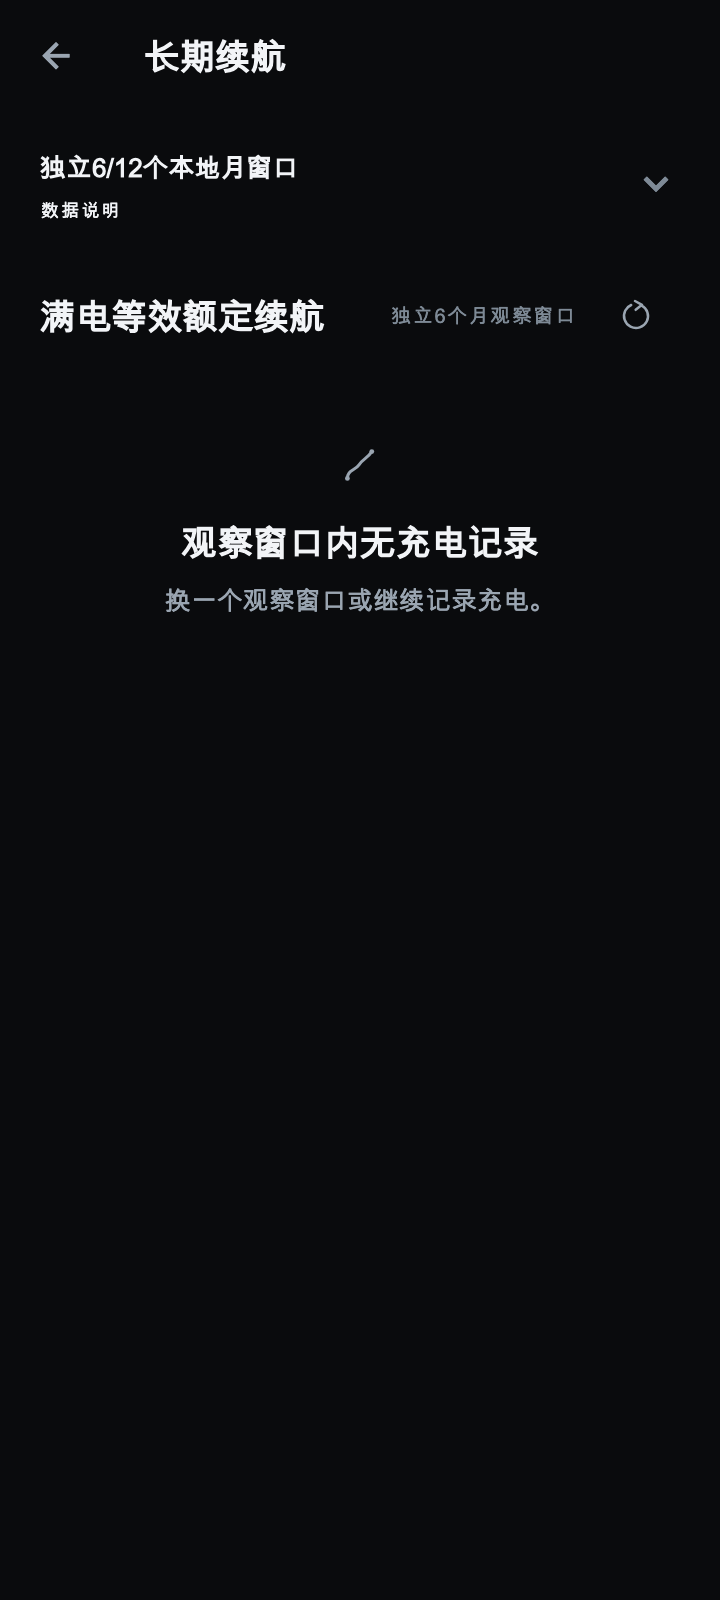 长期续航
独立6/12个本地月窗口
数据说明
满电等效额定续航 独立6个月观察窗口
观察窗口内无充电记录
换一个观察窗口或继续记录充电。